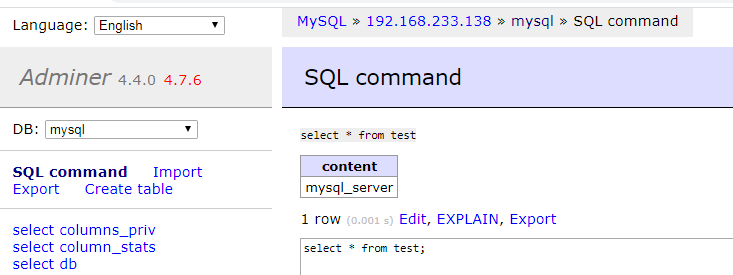 Language: English
MySQL » 192.168.233.138 » mysql » SQL command
Adminer 4.4.0 4.7.6
SQL command
DB: mysql
SQL command Import
Export Create table
select columns_priv
select column_stats
select db
select * from test
content
mysql_server
1 row (0.001 s) Edit, EXPLAIN, Export
select * from test;